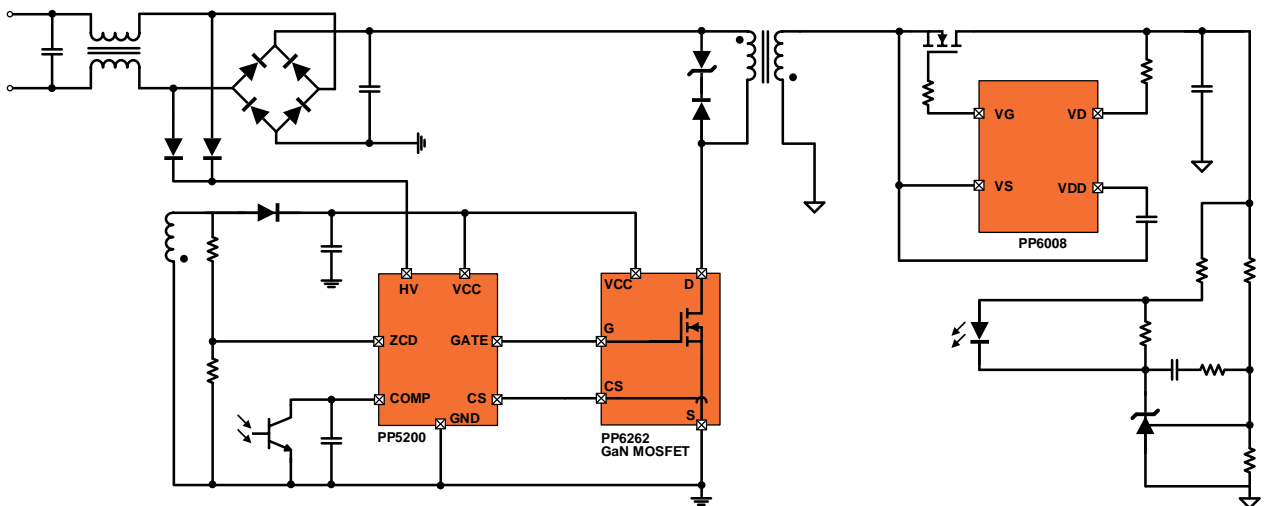 VG
VD
VS
VDD
PP6008
HV
VCC
VCC
D
ZCD
GATE
G
COMP
CS
CS
GND
S
PP5200
PP6262
GaN MOSFET